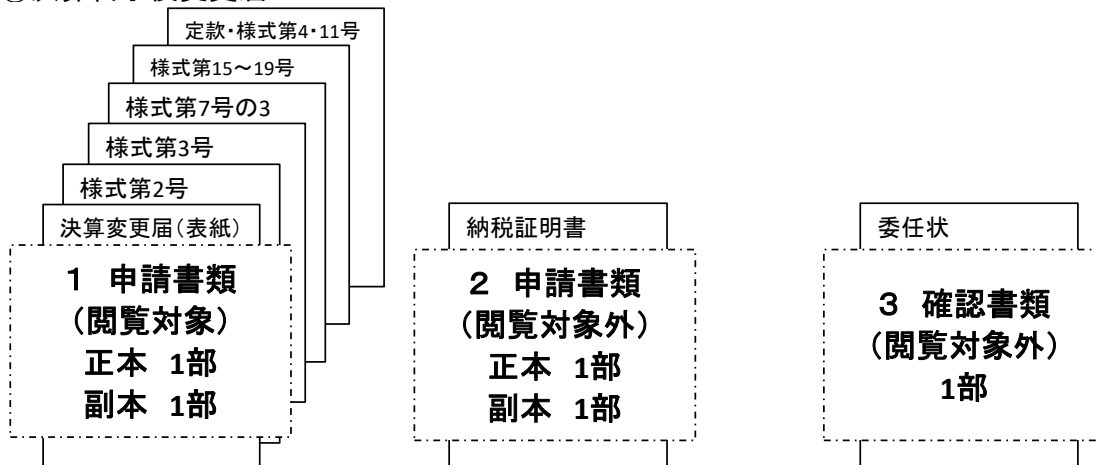 定款・様式第4・11号
様式第15～19号
様式第7号の3
様式第3号
様式第2号
決算変更届（表紙）
１ 申請書類
（閲覧対象）
正本 1部
副本 1部
納税証明書
２ 申請書類
（閲覧対象外）
正本 1部
副本 1部
委任状
３ 確認書類
（閲覧対象外）
1部